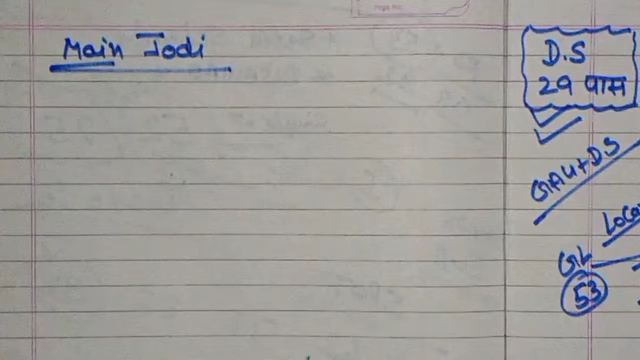 Main Jodi
D.S
29 पास
GALI+DS
GL
53